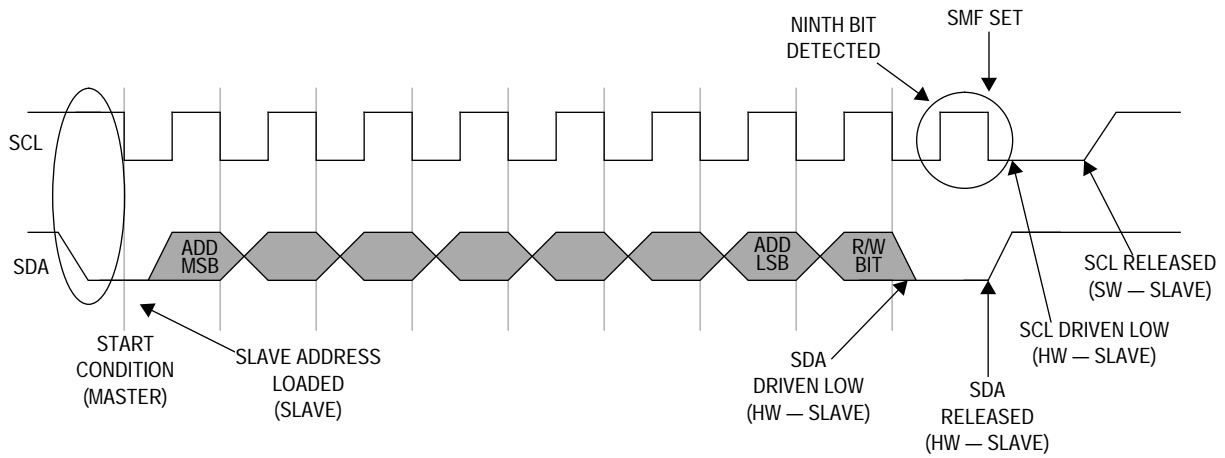 NINTH BIT
DETECTED
SMF SET
SCL
SDA
ADD
MSB
ADD
LSB
R/W
BIT
START
CONDITION
(MASTER)
SLAVE ADDRESS
LOADED
(SLAVE)
SDA
DRIVEN LOW
(HW — SLAVE)
SDA
RELEASED
(HW — SLAVE)
SCL DRIVEN LOW
(HW — SLAVE)
SCL RELEASED
(SW — SLAVE)